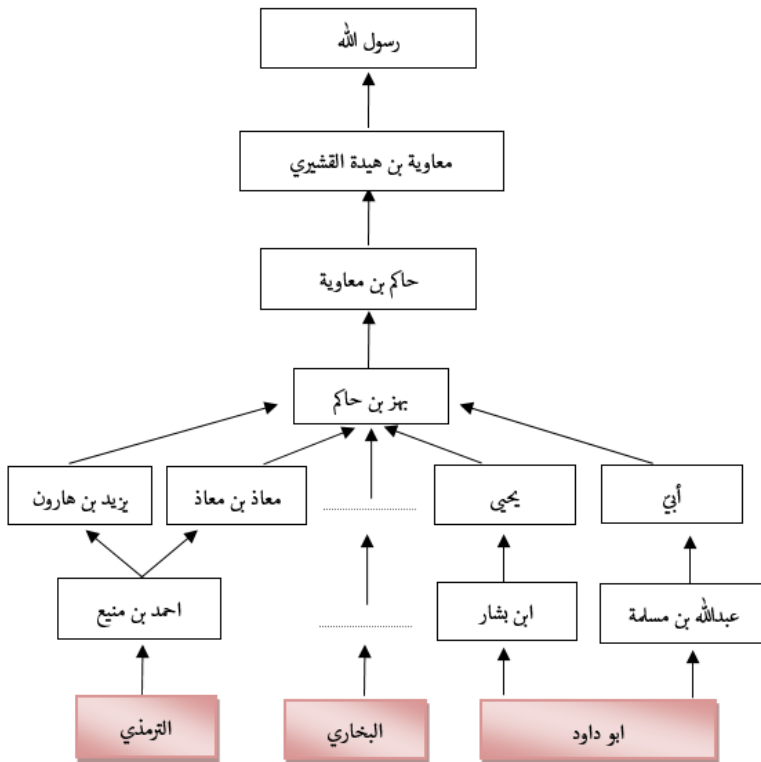 رسول الله
معاوية بن هيدة القشيري
حاكم بن معاوية
بهز بن حاكم
أبيّ
يحيى
......................
معاذ بن معاذ
يزيد بن هارون
عبدالله بن مسلمة
ابن بشار
......................
احمد بن منيع
ابو داود
البخاري
الترمذي